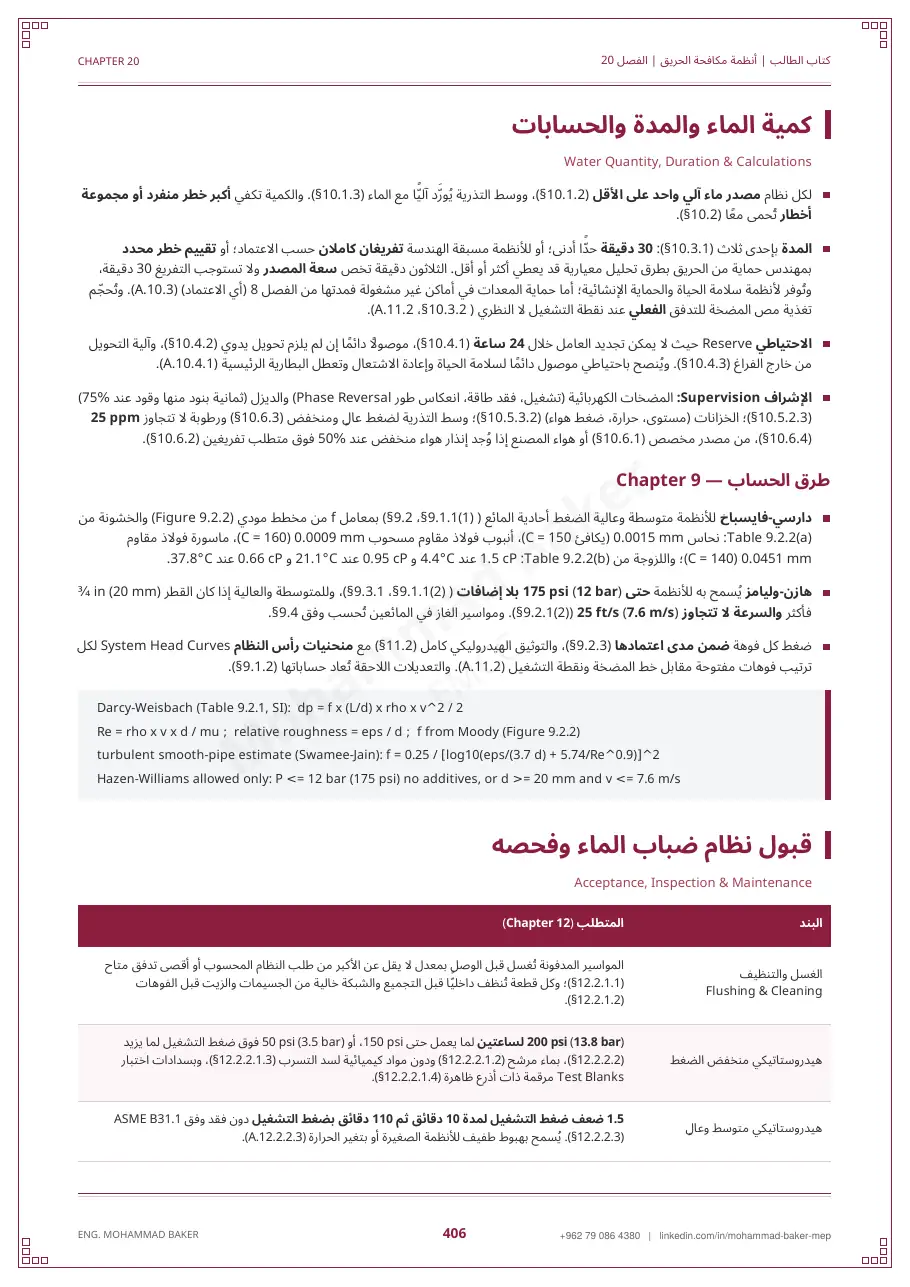 كتاب الطالب | أنظمة مكافحة الحريق | الفصل 20
CHAPTER 20
كمية الماء والمدة والحسابات
Water Quantity, Duration & Calculations
لكل نظام مصدر ماء آلي واحد على الأقل (§10.1.2)، ووسط التذرية يُورَّد آليًّا مع الماء (§10.1.3). والكمية تكفي أكبر خطر منفرد أو مجموعة
أخطار تُحمى معًا (§10.2).
المدة بإحدى ثلاث (§10.3.1): 30 دقيقة حدًّا أدنى؛ أو للأنظمة مسبقة الهندسة تفريغان كاملان حسب الاعتماد؛ أو تقييم خطر محدد
بمهندس حماية من الحريق بطرق تحليل معيارية قد يعطي أكثر أو أقل. الثلاثون دقيقة تخص سعة المصدر ولا تستوجب التفريغ 30 دقيقة،
وتُوفر لأنظمة سلامة الحياة والحماية الإنشائية؛ أما حماية المعدات في أماكن غير مشغولة فمدتها من الفصل 8 (أي الاعتماد) (A.10.3). وتُحجّم
تغذية مص المضخة للتدفق الفعلي عند نقطة التشغيل لا النظري (§10.3.2، A.11.2).
الاحتياطي Reserve حيث لا يمكن تجديد العامل خلال 24 ساعة (§10.4.1)، موصولًا دائمًا إن لم يلزم تحويل يدوي (§10.4.2)، وآلية التحويل
من خارج الفراغ (§10.4.3). ويُنصح باحتياطي موصول دائمًا لسلامة الحياة وإعادة الاشتعال وتعطل البطارية الرئيسية (A.10.4.1).
الإشراف Supervision: المضخات الكهربائية (تشغيل، فقد طاقة، انعكاس طور Phase Reversal) والديزل (ثمانية بنود منها وقود عند 75%)
(§10.5.2.3)؛ الخزانات (مستوى، حرارة، ضغط هواء) (§10.5.3.2)؛ وسط التذرية لضغط عالٍ ومنخفض (§10.6.3) ورطوبة لا تتجاوز 25 ppm
(§10.6.4)، من مصدر مخصص (§10.6.1) أو هواء المصنع إذا وُجد إنذار هواء منخفض عند 50% فوق متطلب تفريغين (§10.6.2).
طرق الحساب — Chapter 9
دارسي-فايسباخ للأنظمة متوسطة وعالية الضغط أحادية المائع (§9.1.1(1)، §9.2) بمعامل f من مخطط مودي (Figure 9.2.2) والخشونة من
Table 9.2.2(a): نحاس 0.0015 mm (يكافئ C = 150)، أنبوب فولاذ مقاوم مسحوب 0.0009 mm (C = 160)، ماسورة فولاذ مقاوم
0.0451 mm (C = 140)؛ واللزوجة من Table 9.2.2(b): 1.5 cP عند 4.4°C و 0.95 cP عند 21.1°C و 0.66 cP عند 37.8°C.
هازن-وليامز يُسمح به للأنظمة حتى 175 psi (12 bar) بلا إضافات (§9.1.1(2)، §9.3.1)، وللمتوسطة والعالية إذا كان القطر ¾ in (20 mm)
فأكثر والسرعة لا تتجاوز 25 ft/s (7.6 m/s) (§9.2.1(2)). ومواسير الغاز في المائعين تُحسب وفق §9.4.
ضغط كل فوهة ضمن مدى اعتمادها (§9.2.3)، والتوثيق الهيدروليكي كامل (§11.2) مع منحنيات رأس النظام System Head Curves لكل
ترتيب فوهات مفتوحة مقابل خط المضخة ونقطة التشغيل (A.11.2). والتعديلات اللاحقة تُعاد حساباتها (§9.1.2).
Darcy-Weisbach (Table 9.2.1, SI): dp = f x (L/d) x rho x v^2 / 2
Re = rho x v x d / mu ; relative roughness = eps / d ; f from Moody (Figure 9.2.2)
turbulent smooth-pipe estimate (Swamee-Jain): f = 0.25 / [log10(eps/(3.7 d) + 5.74/Re^0.9)]^2
Hazen-Williams allowed only: P <= 12 bar (175 psi) no additives, or d >= 20 mm and v <= 7.6 m/s
قبول نظام ضباب الماء وفحصه
Acceptance, Inspection & Maintenance
البند
المتطلب (Chapter 12)
الغسل والتنظيف
Flushing & Cleaning
المواسير المدفونة تُغسل قبل الوصل بمعدل لا يقل عن الأكبر من طلب النظام المحسوب أو أقصى تدفق متاح
(§12.2.1.1)؛ وكل قطعة تُنظف داخليًا قبل التجميع والشبكة خالية من الجسيمات والزيت قبل الفوهات
(§12.2.1.2).
هيدروستاتيكي منخفض الضغط
200 psi (13.8 bar) لساعتين لما يعمل حتى 150 psi، أو 50 psi (3.5 bar) فوق ضغط التشغيل لما يزيد
(§12.2.2.2)، بماء مرشح (§12.2.2.1.2) ودون مواد كيميائية لسد التسرب (§12.2.2.1.3)، وبسدادات اختبار
Test Blanks مرقمة ذات أذرع ظاهرة (§12.2.2.1.4).
هيدروستاتيكي متوسط وعالٍ
1.5 ضعف ضغط التشغيل لمدة 10 دقائق ثم 110 دقائق بضغط التشغيل دون فقد وفق ASME B31.1
(§12.2.2.3). يُسمح بهبوط طفيف للأنظمة الصغيرة أو بتغير الحرارة (A.12.2.2.3).
ENG. MOHAMMAD BAKER
406
+962 79 086 4380 | linkedin.com/in/mohammad-baker-mep